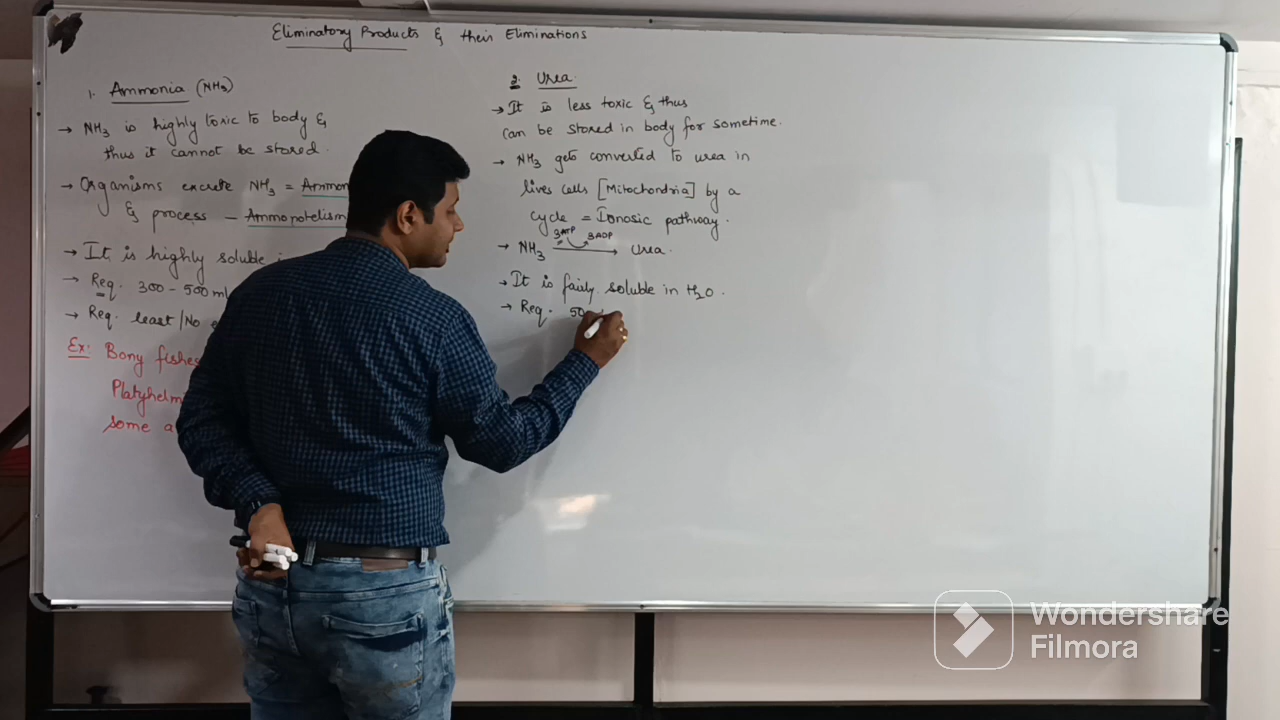 Eliminatory Products & their Eliminations
1. Ammonia (NH3)
→ NH3 is highly toxic to body &
thus it cannot be stored.
→ Organisms excrete NH3 = Ammon
& process – Ammonotelism
→ It is highly soluble i
→ Req. 300 – 500 ml
→ Req. least/No e
Ex: Bony fishes
Platyhelm
some a
2. Urea.
→ It is less toxic & thus
can be stored in body for sometime.
→ NH3 gets converted to urea in
lives cells [Mitochondria] by a
cycle = Ionosic pathway.
3ATP 3ADP
→ NH3 → Urea.
→ It is fairly soluble in H2O.
→ Req. 50
Wondershare
Filmora